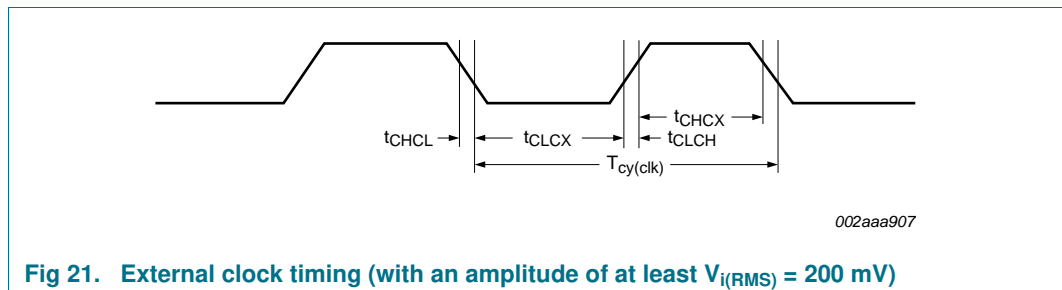 tCHCX
tCHCL
tCLCX
tCLCH
Tcy(clk)
002aaa907
Fig 21. External clock timing (with an amplitude of at least Vi(RMS) = 200 mV)